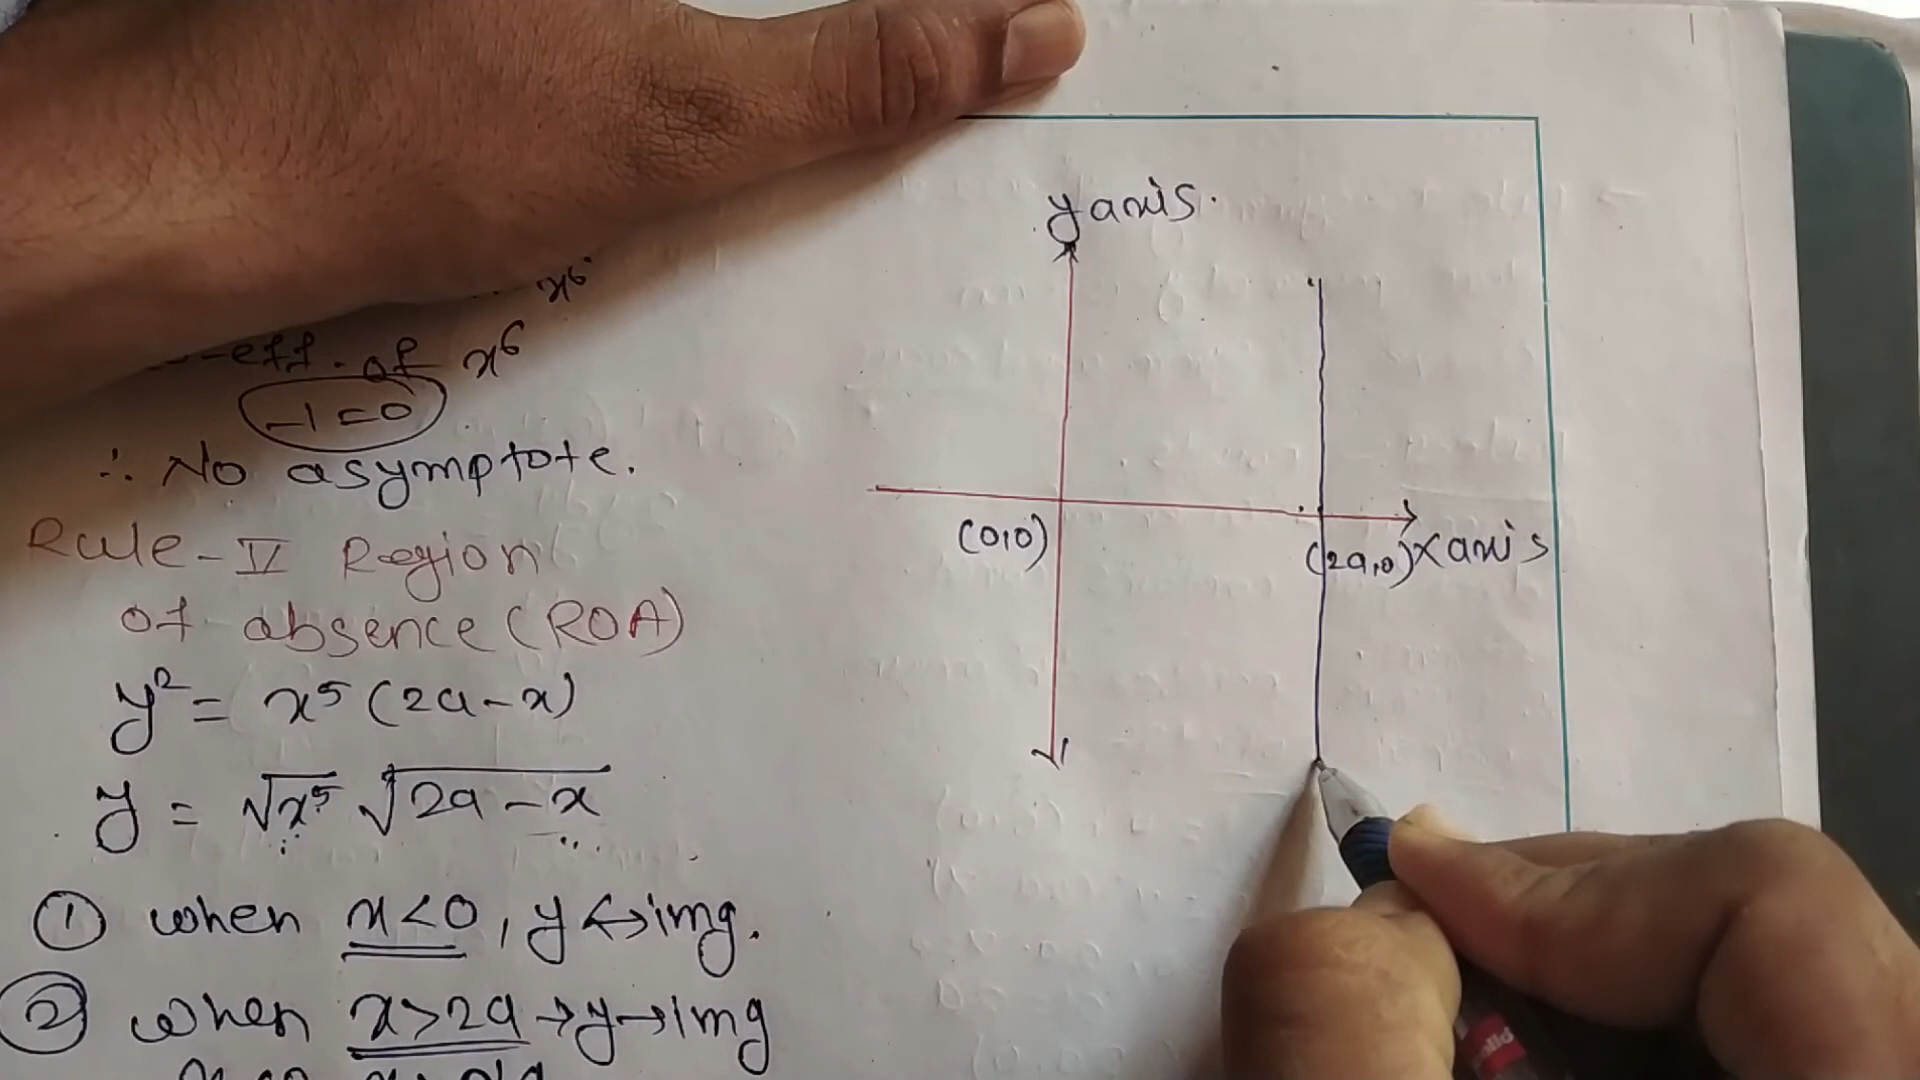 x⁶
-eff. of x⁶
-1=0
∴ No asymptote.
Rule-IV Region
of absence (ROA)
y² = x⁵ (2a-x)
y = √x⁵ √2a-x
① when x<0, y↔img.
② when x>2a→y→img
y axis.
(0,0)
(2a,0) X axis